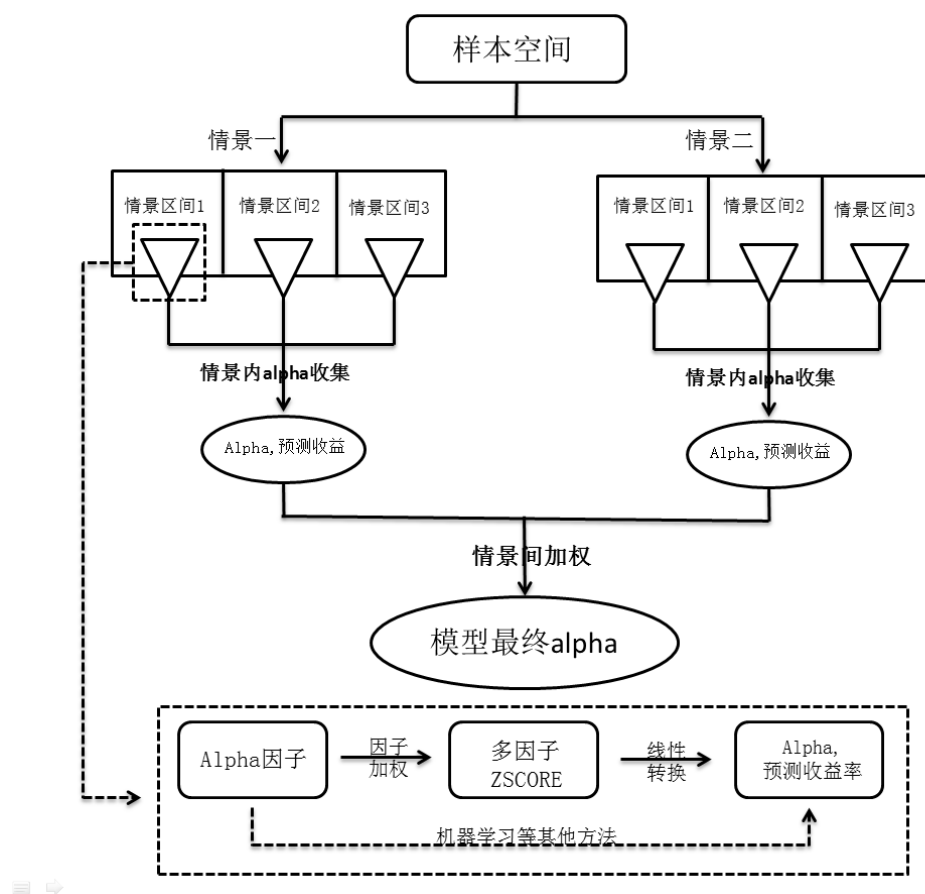 样本空间
情景一
情景二
情景区间1
情景区间2
情景区间3
情景区间1
情景区间2
情景区间3
情景内alpha收集
情景内alpha收集
Alpha,预测收益
Alpha,预测收益
情景间加权
模型最终alpha
Alpha因子
因子
加权
多因子
ZSCORE
线性
转换
Alpha,
预测收益率
机器学习等其他方法